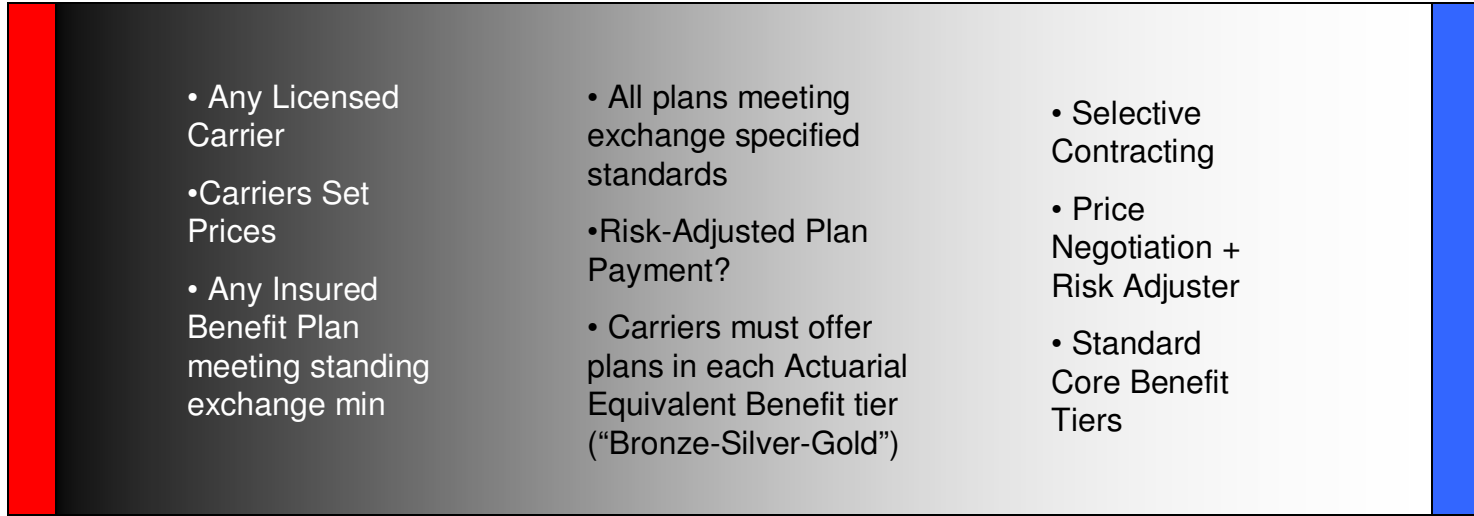 • Any Licensed
Carrier
•Carriers Set
Prices
• Any Insured
Benefit Plan
meeting standing
exchange min
• All plans meeting
exchange specified
standards
•Risk-Adjusted Plan
Payment?
• Carriers must offer
plans in each Actuarial
Equivalent Benefit tier
(“Bronze-Silver-Gold”)
• Selective
Contracting
• Price
Negotiation +
Risk Adjuster
• Standard
Core Benefit
Tiers